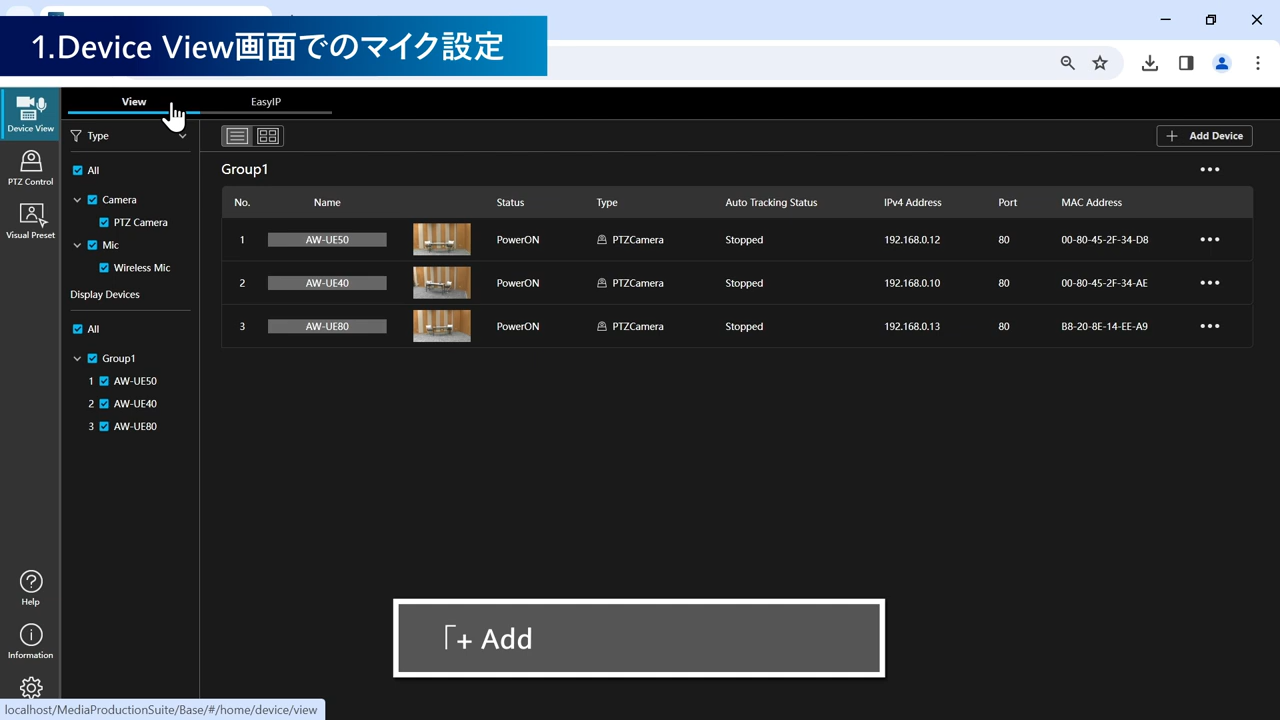 1.Device View画面でのマイク設定
Device View
PTZ Control
Visual Preset
Help
Information
View
EasyIP
Type
All
Camera
PTZ Camera
Mic
Wireless Mic
Display Devices
All
Group1
1 AW-UE50
2 AW-UE40
3 AW-UE80
Add Device
Group1
No. Name Status Type Auto Tracking Status IPv4 Address Port MAC Address
1 AW-UE50 PowerON PTZCamera Stopped 192.168.0.12 80 00-80-45-2F-34-D8
2 AW-UE40 PowerON PTZCamera Stopped 192.168.0.10 80 00-80-45-2F-34-AE
3 AW-UE80 PowerON PTZCamera Stopped 192.168.0.13 80 B8-20-8E-14-EE-A9
「+ Add
localhost/MediaProductionSuite/Base/#/home/device/view